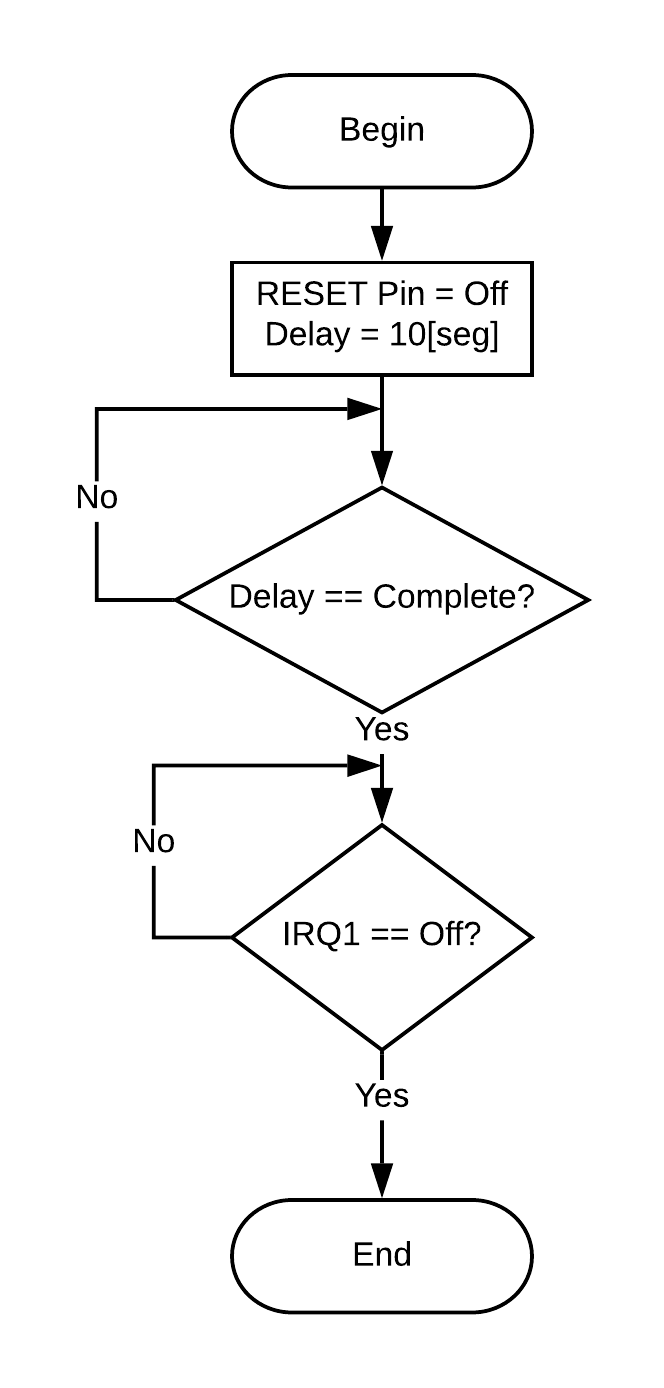 Begin
RESET Pin = Off
Delay = 10[seg]
No
Delay == Complete?
Yes
No
IRQ1 == Off?
Yes
End